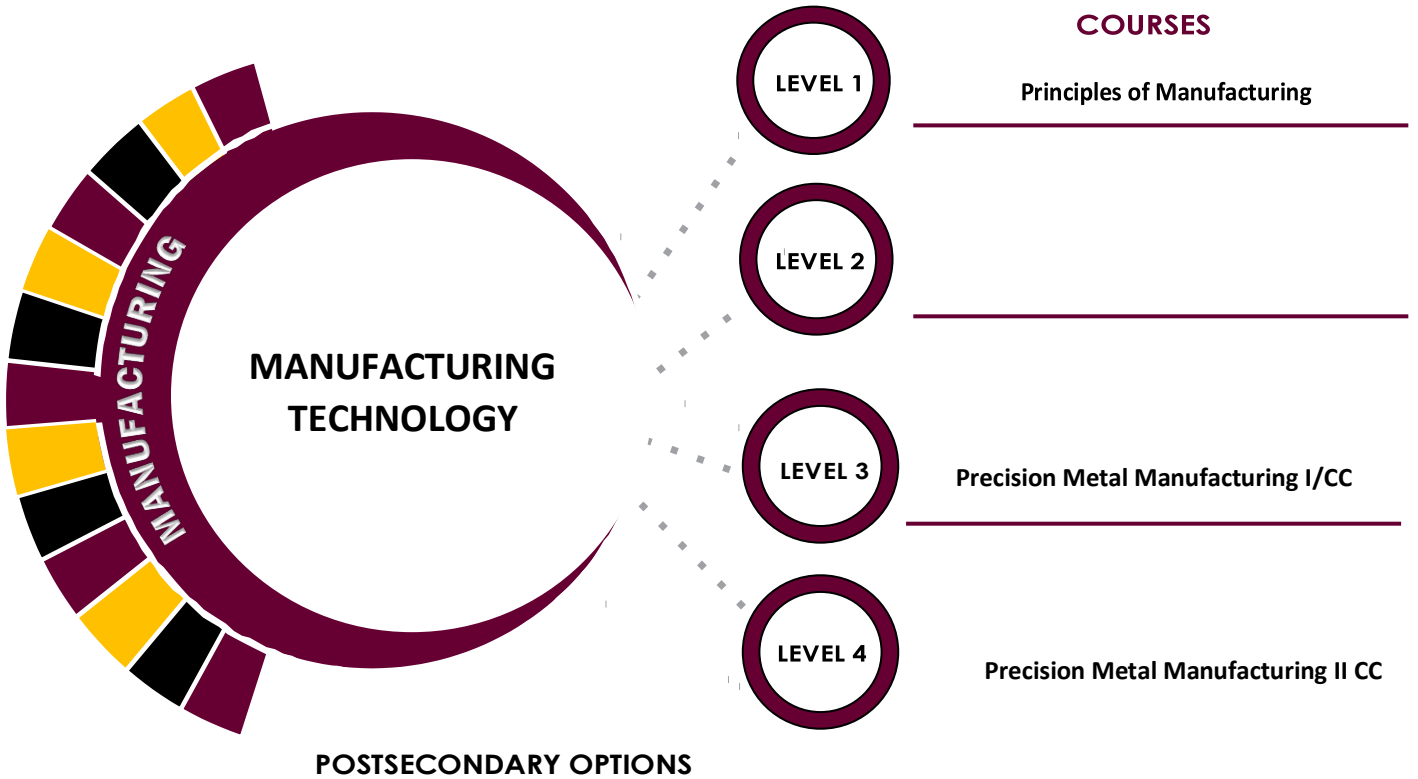 COURSES
LEVEL 1
Principles of Manufacturing
LEVEL 2
MANUFACTURING
MANUFACTURING
TECHNOLOGY
LEVEL 3
Precision Metal Manufacturing I/CC
LEVEL 4
Precision Metal Manufacturing II CC
POSTSECONDARY OPTIONS